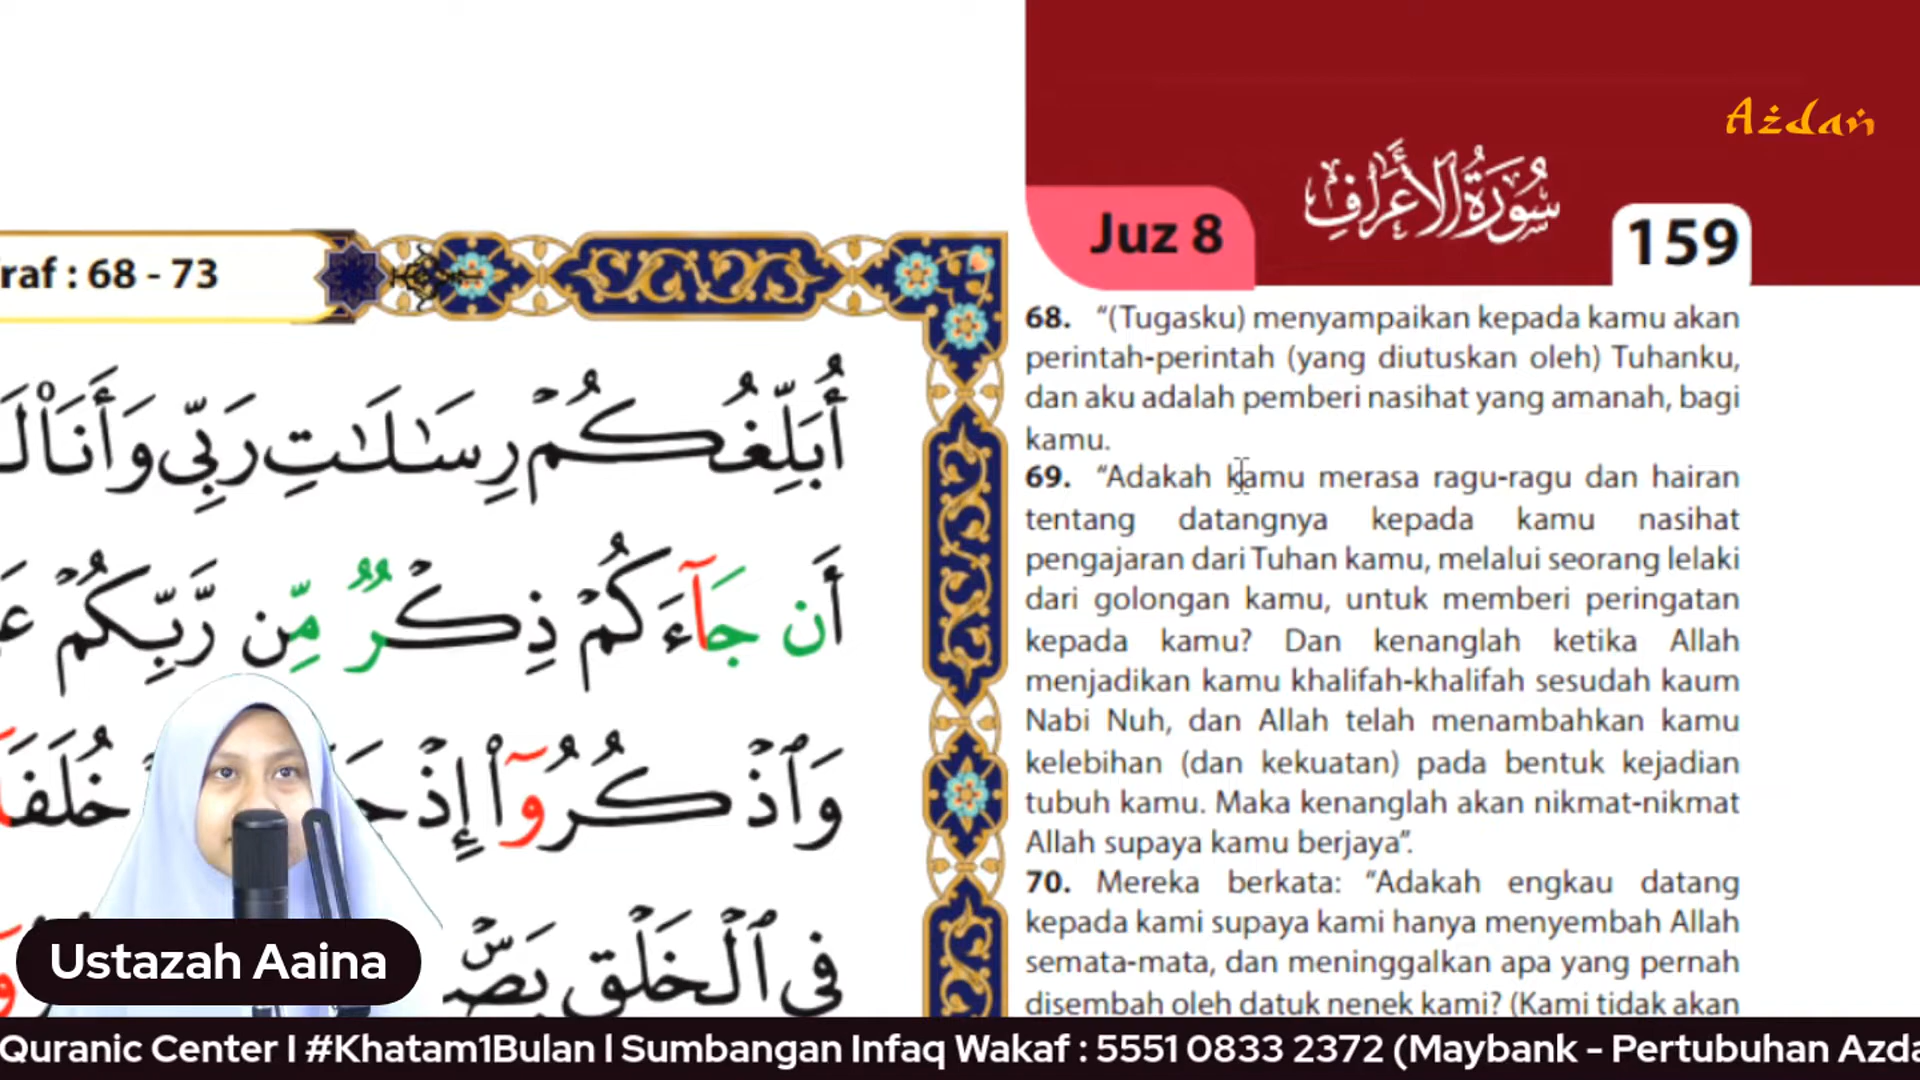 Aždaṅ
Juz 8
سُورَةُ الأَعْرَافِ
159
raf : 68 - 73
أُبَلِّغُكُمْ رِسَـٰلَـٰتِ رَبِّي وَأَنَا۠
أَن جَآءَكُمْ ذِكْرٌ مِّن رَّبِّكُمْ
وَٱذْكُرُوٓا۟ إِذْ
فِي ٱلْخَلْقِ
68. “(Tugasku) menyampaikan kepada kamu akan
perintah-perintah (yang diutuskan oleh) Tuhanku,
dan aku adalah pemberi nasihat yang amanah, bagi
kamu.
69. “Adakah kamu merasa ragu-ragu dan hairan
tentang datangnya kepada kamu nasihat
pengajaran dari Tuhan kamu, melalui seorang lelaki
dari golongan kamu, untuk memberi peringatan
kepada kamu? Dan kenanglah ketika Allah
menjadikan kamu khalifah-khalifah sesudah kaum
Nabi Nuh, dan Allah telah menambahkan kamu
kelebihan (dan kekuatan) pada bentuk kejadian
tubuh kamu. Maka kenanglah akan nikmat-nikmat
Allah supaya kamu berjaya”.
70. Mereka berkata: “Adakah engkau datang
kepada kami supaya kami hanya menyembah Allah
semata-mata, dan meninggalkan apa yang pernah
disembah oleh datuk nenek kami? (Kami tidak akan
Ustazah Aaina
Quranic Center I #Khatam1Bulan l Sumbangan Infaq Wakaf : 5551 0833 2372 (Maybank - Pertubuhan Azda